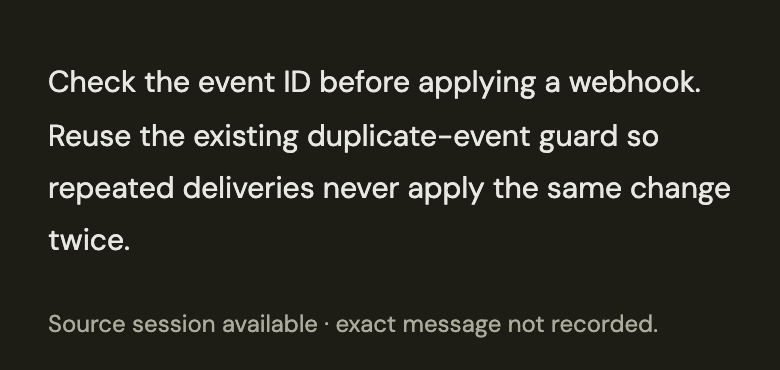 Check the event ID before applying a webhook.
Reuse the existing duplicate-event guard so
repeated deliveries never apply the same change
twice.
Source session available · exact message not recorded.